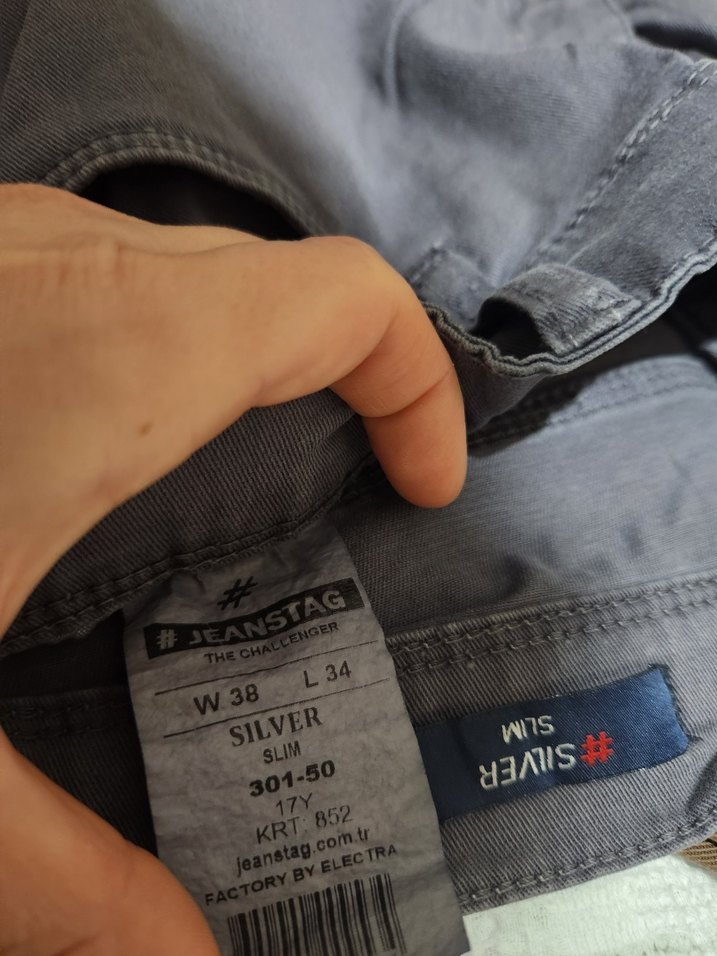 #
# JEANSTAG
THE CHALLENGER
W 38 L 34
SILVER
SLIM
301-50
17Y
KRT: 852
jeanstag.com.tr
FACTORY BY ELECTRA
#SILVER
SLIM